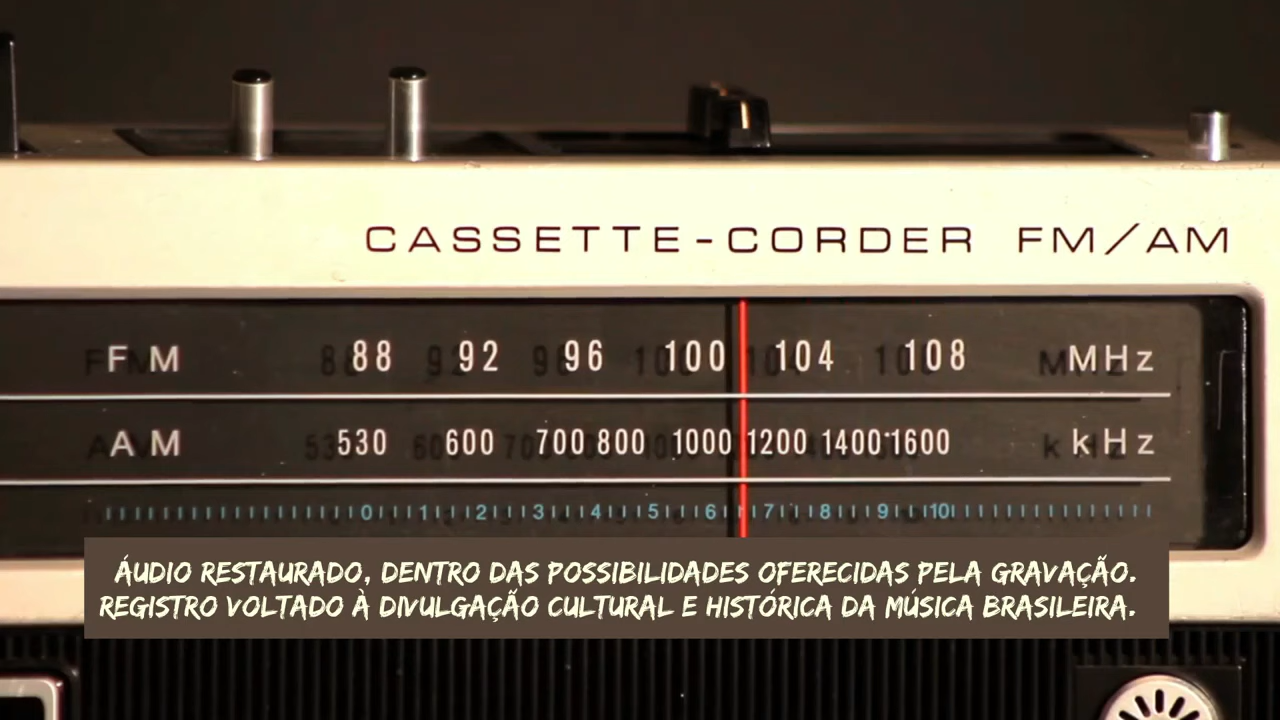 CASSETTE-CORDER FM/AM
FM 88 92 96 100 104 108 MHz
AM 530 600 700 800 1000 1200 1400 1600 kHz
0 1 2 3 4 5 6 7 8 9 10
ÁUDIO RESTAURADO, DENTRO DAS POSSIBILIDADES OFERECIDAS PELA GRAVAÇÃO.
REGISTRO VOLTADO À DIVULGAÇÃO CULTURAL E HISTÓRICA DA MÚSICA BRASILEIRA.